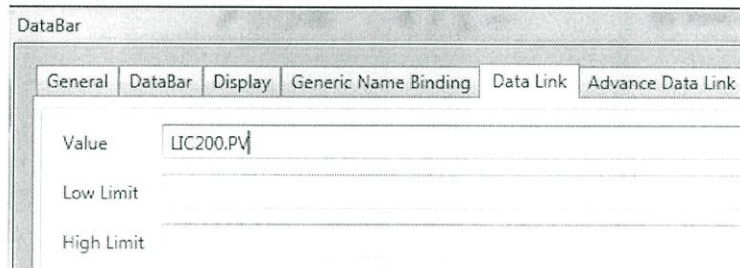 DataBar
General DataBar Display Generic Name Binding Data Link Advance Data Link
Value LIC200.PV
Low Limit
High Limit